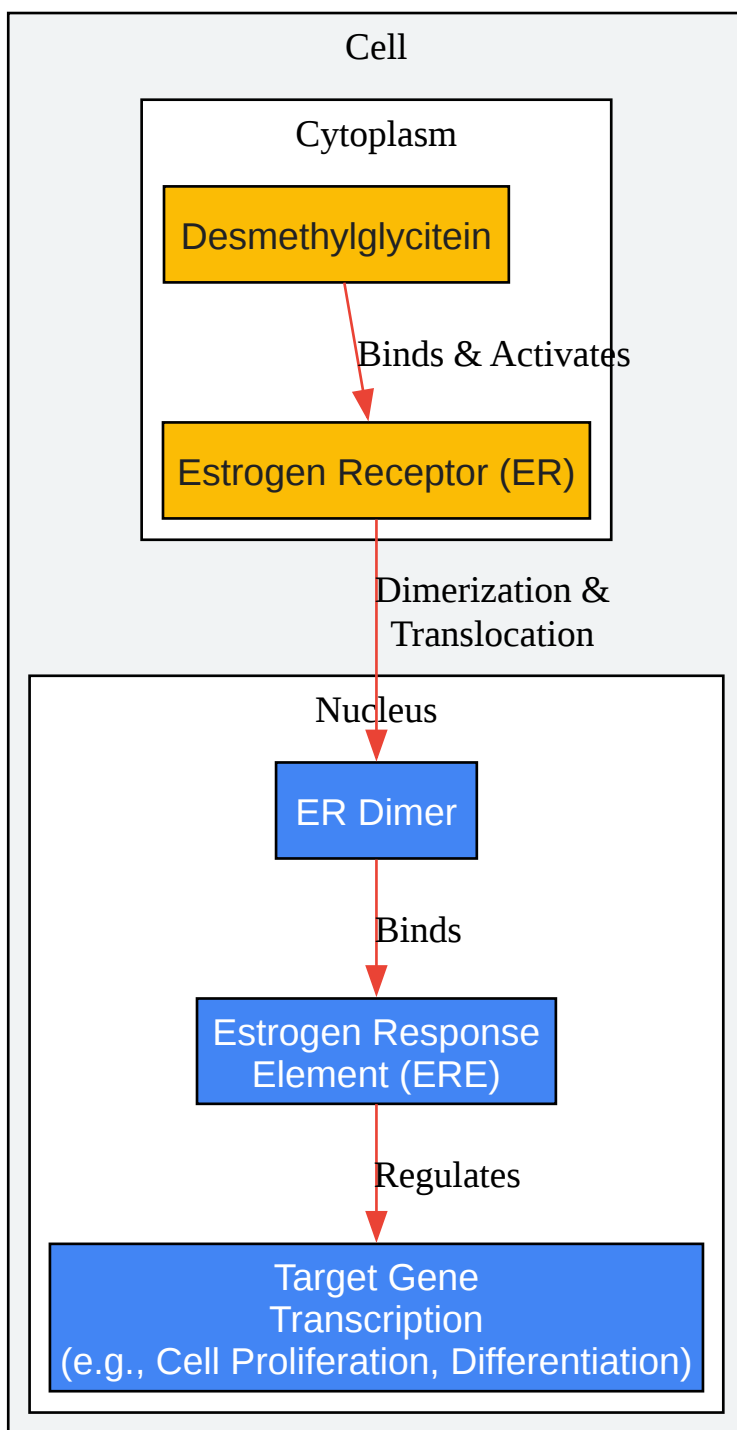 Cell
Cytoplasm
Desmethylglycitein
Binds & Activates
Estrogen Receptor (ER)
Dimerization &
Translocation
Nucleus
ER Dimer
Binds
Estrogen Response
Element (ERE)
Regulates
Target Gene
Transcription
(e.g., Cell Proliferation, Differentiation)